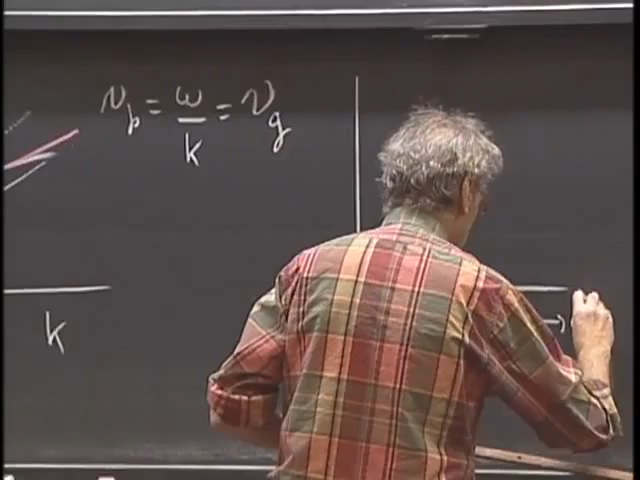 v_p = ω/k = v_g
k
→